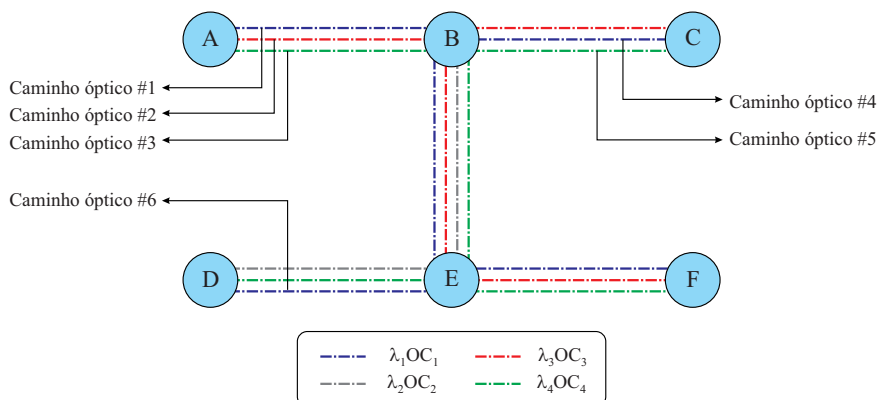 A
B
C
Caminho óptico #1
Caminho óptico #2
Caminho óptico #3
Caminho óptico #4
Caminho óptico #5
Caminho óptico #6
D
E
F
λ₁OC₁
λ₃OC₃
λ₂OC₂
λ₄OC₄